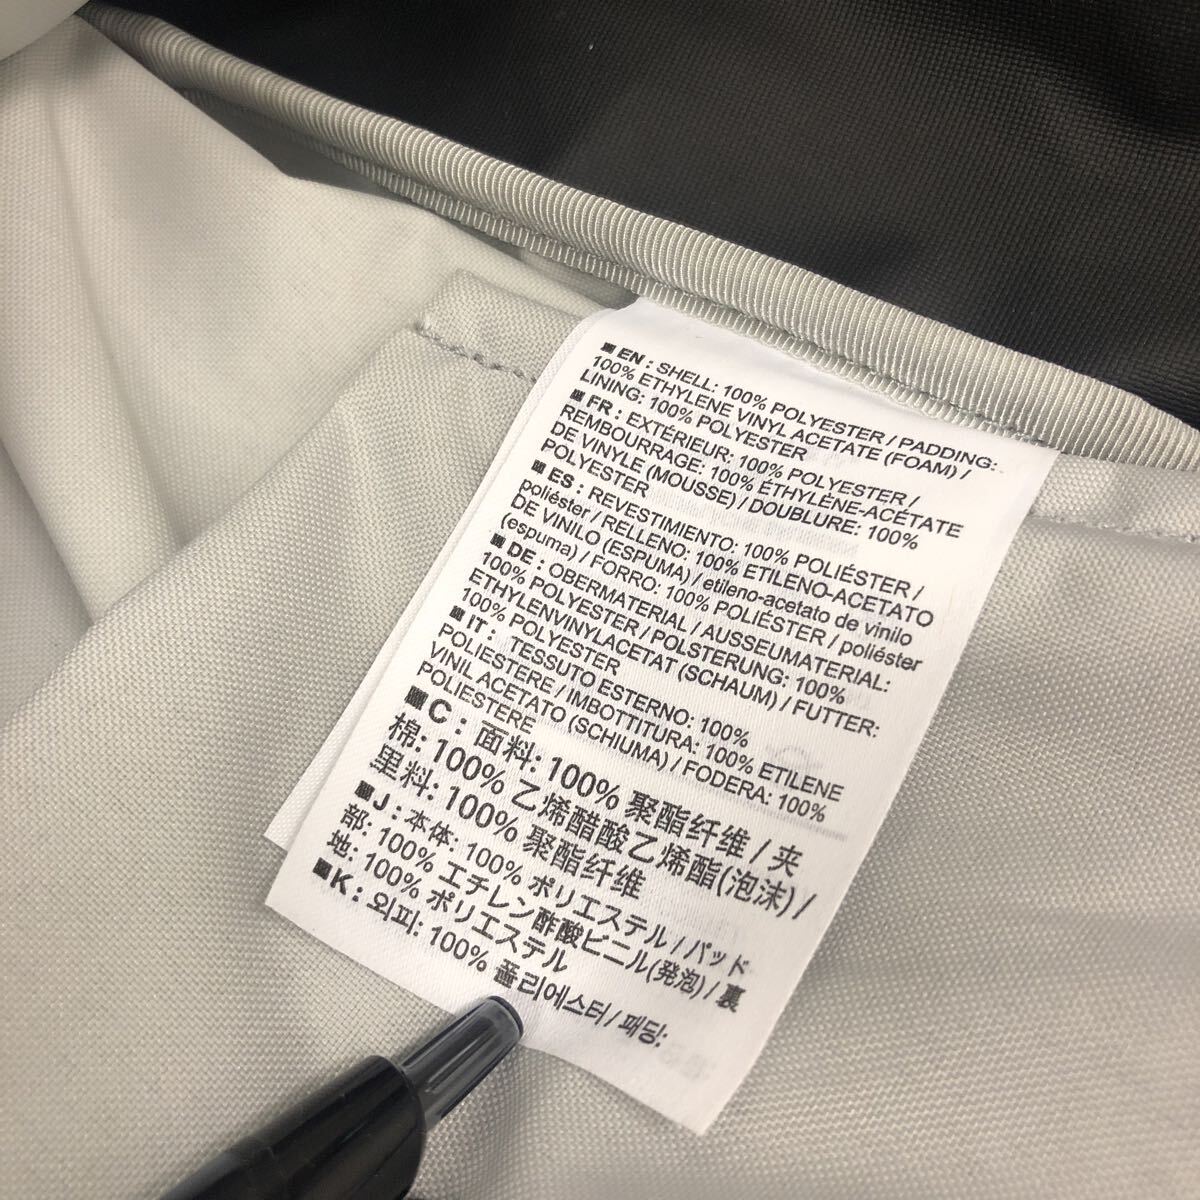 ■ EN : SHELL: 100% POLYESTER / PADDING:
100% ETHYLENE VINYL ACETATE (FOAM) /
LINING: 100% POLYESTER
■ FR : EXTÉRIEUR: 100% POLYESTER /
REMBOURRAGE: 100% ÉTHYLÈNE-ACÉTATE
DE VINYLE (MOUSSE) / DOUBLURE: 100%
POLYESTER
■ ES : REVESTIMIENTO: 100% POLIÉSTER /
poliéster / RELLENO: 100% ETILENO-ACETATO
DE VINILO (ESPUMA) / etileno-acetato de vinilo
(espuma) / FORRO: 100% POLIÉSTER / poliéster
■ DE : OBERMATERIAL / AUSSEUMATERIAL:
100% POLYESTER / POLSTERUNG: 100%
ETHYLENVINYLACETAT (SCHAUM) / FUTTER:
100% POLYESTER
■ IT : TESSUTO ESTERNO: 100%
POLIESTERE / IMBOTTITURA: 100% ETILENE
VINIL ACETATO (SCHIUMA) / FODERA: 100%
POLIESTERE
■ C : 面料: 100% 聚酯纤维 / 夹
棉: 100% 乙烯醋酸乙烯酯(泡沫) /
里料: 100% 聚酯纤维
■ J : 本体: 100% ポリエステル / パッド
部: 100% エチレン酢酸ビニル(発泡) / 裏
地: 100% ポリエステル
■ K : 외피: 100% 폴리에스터 / 패딩: